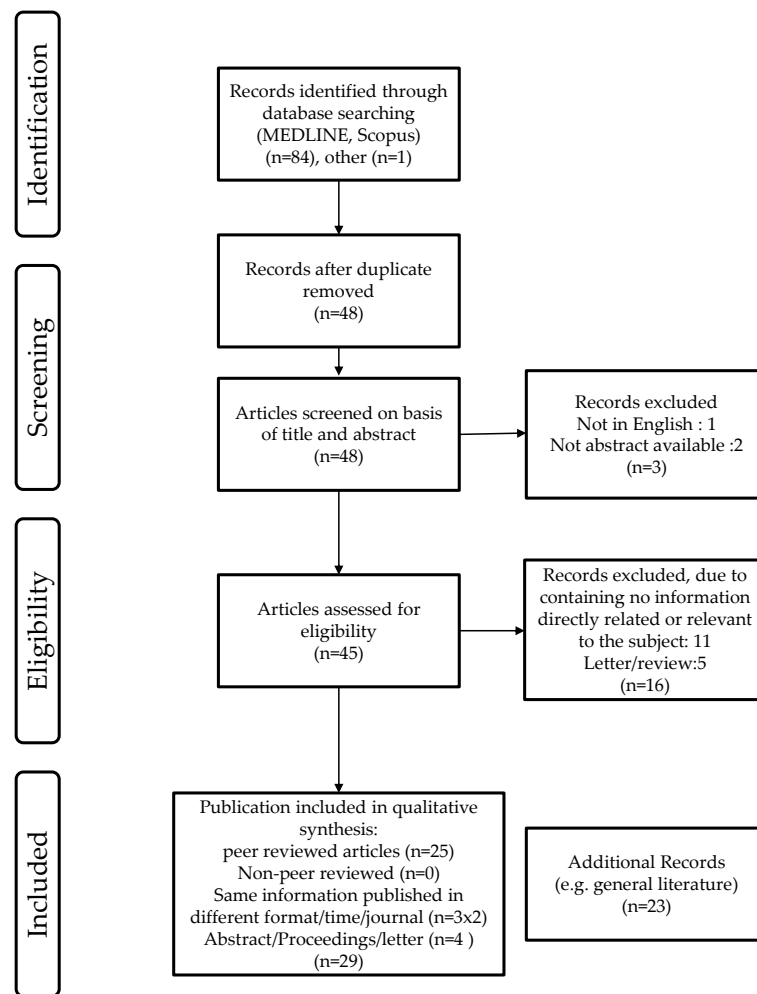 Identification
Records identified through
database searching
(MEDLINE, Scopus)
(n=84), other (n=1)
Screening
Records after duplicate
removed
(n=48)
Articles screened on basis
of title and abstract
(n=48)
Records excluded
Not in English : 1
Not abstract available :2
(n=3)
Eligibility
Articles assessed for
eligibility
(n=45)
Records excluded, due to
containing no information
directly related or relevant
to the subject: 11
Letter/review:5
(n=16)
Included
Publication included in qualitative
synthesis:
peer reviewed articles (n=25)
Non-peer reviewed (n=0)
Same information published in
different format/time/journal (n=3x2)
Abstract/Proceedings/letter (n=4 )
(n=29)
Additional Records
(e.g. general literature)
(n=23)